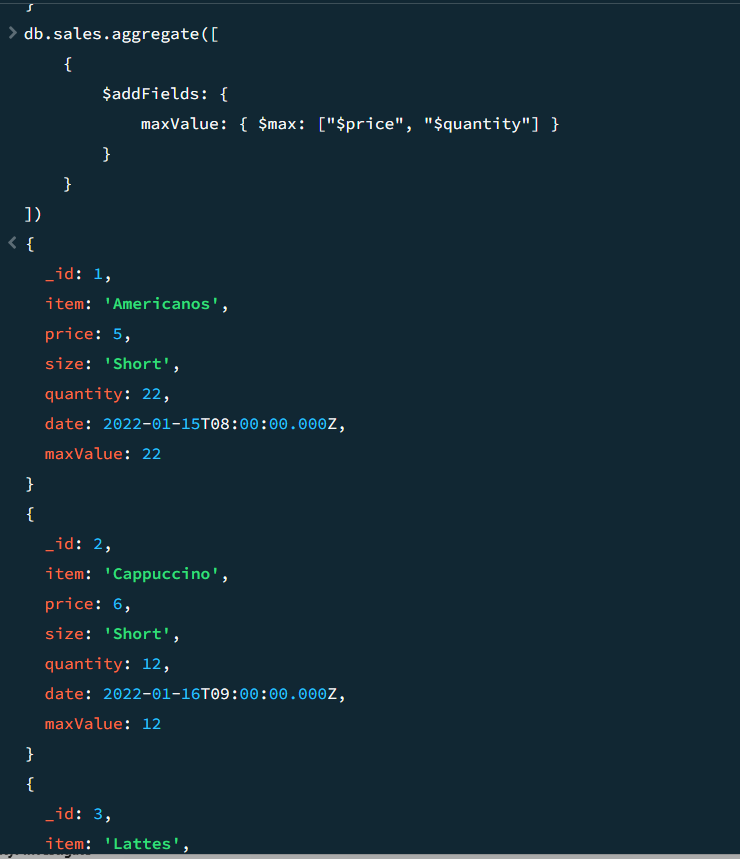 }
db.sales.aggregate([
{
$addFields: {
maxValue: { $max: ["$price", "$quantity"] }
}
}
])
{
_id: 1,
item: 'Americanos',
price: 5,
size: 'Short',
quantity: 22,
date: 2022-01-15T08:00:00.000Z,
maxValue: 22
}
{
_id: 2,
item: 'Cappuccino',
price: 6,
size: 'Short',
quantity: 12,
date: 2022-01-16T09:00:00.000Z,
maxValue: 12
}
{
_id: 3,
item: 'Lattes',